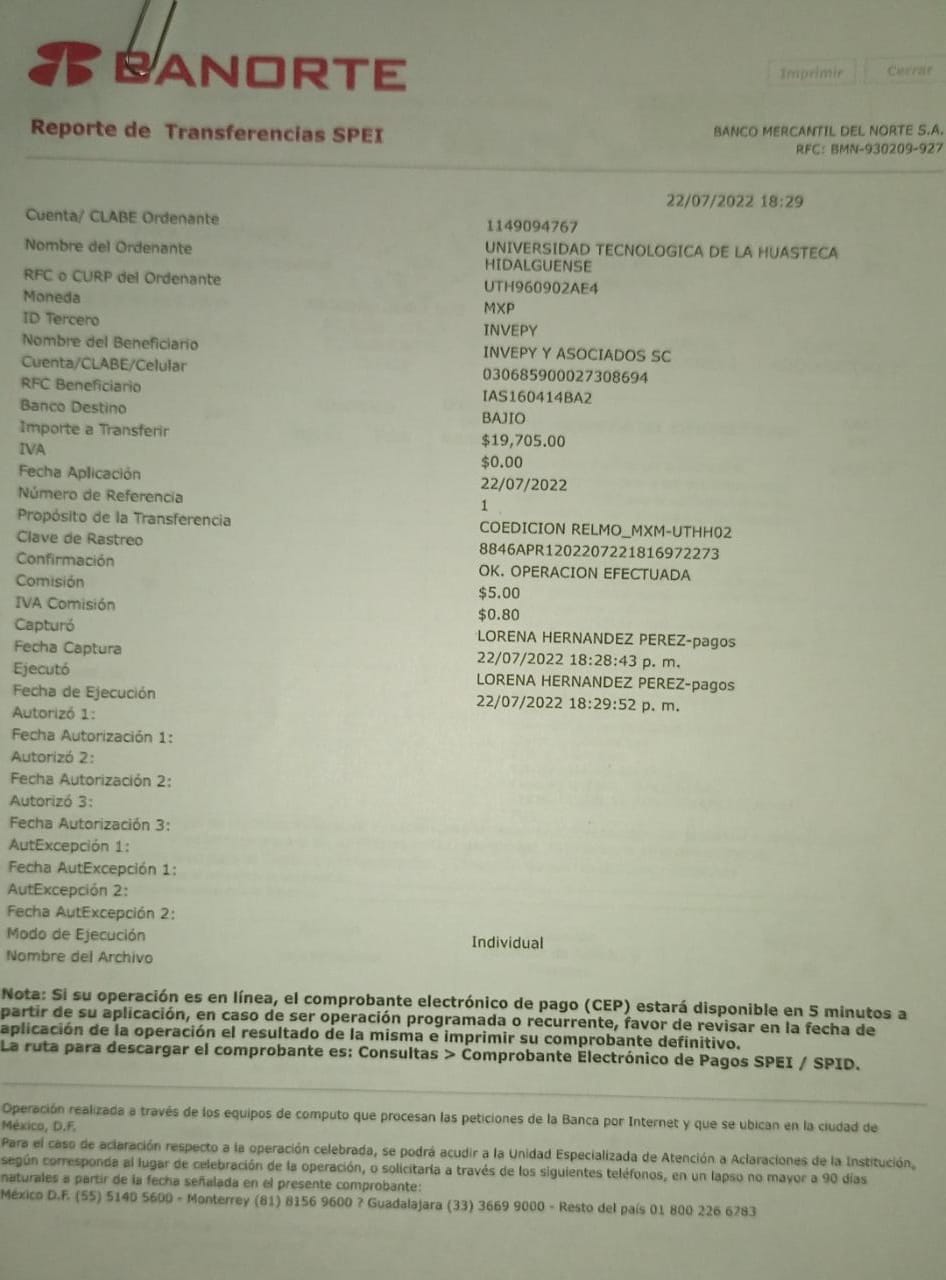 BANORTE
Imprimir Cerrar
Reporte de Transferencias SPEI
BANCO MERCANTIL DEL NORTE S.A.
RFC: BMN-930209-927
22/07/2022 18:29
Cuenta/ CLABE Ordenante 1149094767
Nombre del Ordenante UNIVERSIDAD TECNOLOGICA DE LA HUASTECA
HIDALGUENSE
RFC o CURP del Ordenante UTH960902AE4
Moneda MXP
ID Tercero INVEPY
Nombre del Beneficiario INVEPY Y ASOCIADOS SC
Cuenta/CLABE/Celular 030685900027308694
RFC Beneficiario IAS160414BA2
Banco Destino BAJIO
Importe a Transferir $19,705.00
IVA $0.00
Fecha Aplicación 22/07/2022
Número de Referencia 1
Propósito de la Transferencia COEDICION RELMO_MXM-UTHH02
Clave de Rastreo 8846APR1202207221816972273
Confirmación OK. OPERACION EFECTUADA
Comisión $5.00
IVA Comisión $0.80
Capturó LORENA HERNANDEZ PEREZ-pagos
Fecha Captura 22/07/2022 18:28:43 p. m.
Ejecutó LORENA HERNANDEZ PEREZ-pagos
Fecha de Ejecución 22/07/2022 18:29:52 p. m.
Autorizó 1:
Fecha Autorización 1:
Autorizó 2:
Fecha Autorización 2:
Autorizó 3:
Fecha Autorización 3:
AutExcepción 1:
Fecha AutExcepción 1:
AutExcepción 2:
Fecha AutExcepción 2:
Modo de Ejecución Individual
Nombre del Archivo
Nota: Si su operación es en línea, el comprobante electrónico de pago (CEP) estará disponible en 5 minutos a
partir de su aplicación, en caso de ser operación programada o recurrente, favor de revisar en la fecha de
aplicación de la operación el resultado de la misma e imprimir su comprobante definitivo.
La ruta para descargar el comprobante es: Consultas > Comprobante Electrónico de Pagos SPEI / SPID.
Operación realizada a través de los equipos de computo que procesan las peticiones de la Banca por Internet y que se ubican en la ciudad de
México, D.F.
Para el caso de aclaración respecto a la operación celebrada, se podrá acudir a la Unidad Especializada de Atención a Aclaraciones de la Institución,
según corresponda al lugar de celebración de la operación, o solicitarla a través de los siguientes teléfonos, en un lapso no mayor a 90 días
naturales a partir de la fecha señalada en el presente comprobante:
México D.F. (55) 5140 5600 - Monterrey (81) 8156 9600 ? Guadalajara (33) 3669 9000 - Resto del país 01 800 226 6783